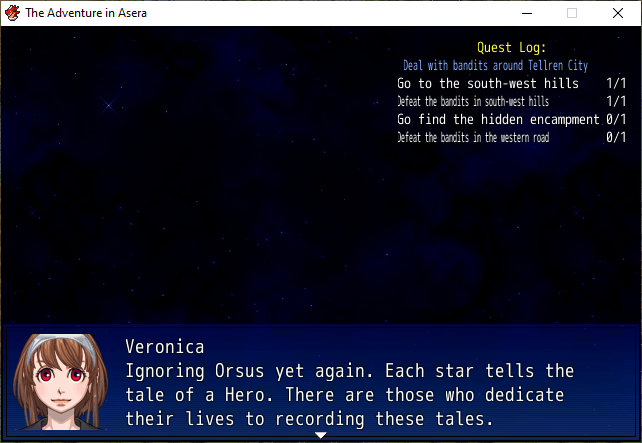 The Adventure in Asera
Quest Log:
Deal with bandits around Tellren City
Go to the south-west hills 1/1
Defeat the bandits in south-west hills 1/1
Go find the hidden encampment 0/1
Defeat the bandits in the western road 0/1
Veronica
Ignoring Orsus yet again. Each star tells the
tale of a Hero. There are those who dedicate
their lives to recording these tales.